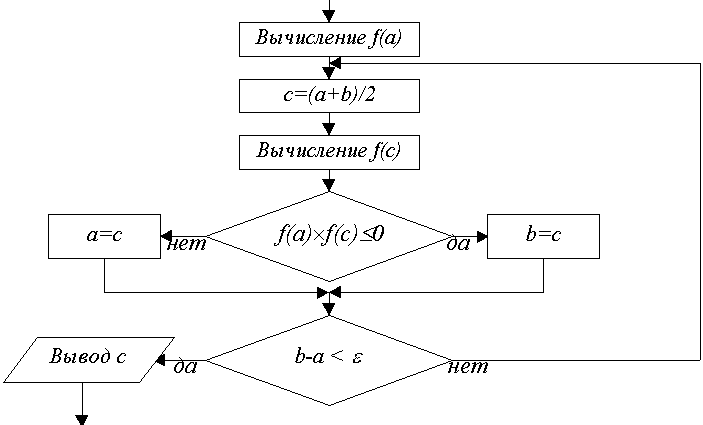 Вычисление f(a)
c=(a+b)/2
Вычисление f(c)
a=c
нет
f(a)×f(c)≤0
да
b=c
Вывод c
да
b-a < ε
нет